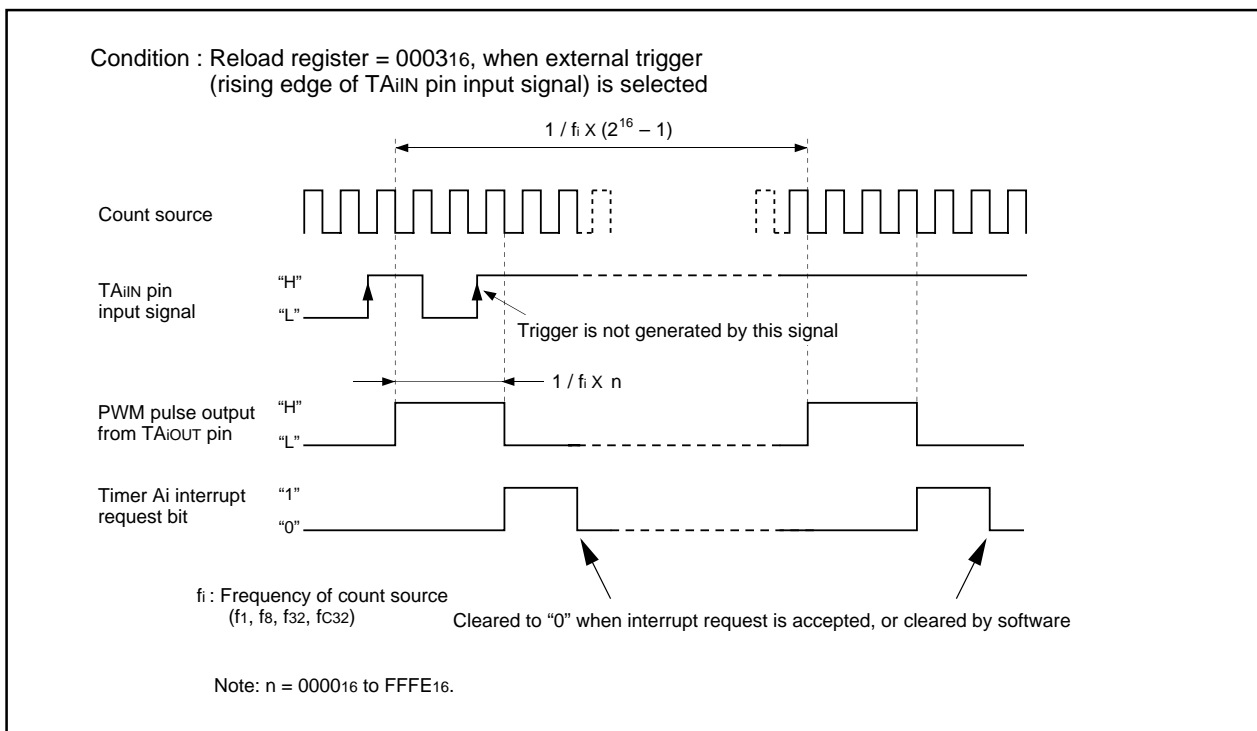 Condition : Reload register = 000316, when external trigger
(rising edge of TAiIN pin input signal) is selected
1 / fi X (2^16 – 1)
Count source
TAiIN pin
input signal
“H”
“L”
Trigger is not generated by this signal
1 / fi X n
PWM pulse output
from TAiOUT pin
“H”
“L”
Timer Ai interrupt
request bit
“1”
“0”
fi : Frequency of count source
(f1, f8, f32, fC32)
Cleared to “0” when interrupt request is accepted, or cleared by software
Note: n = 000016 to FFFE16.